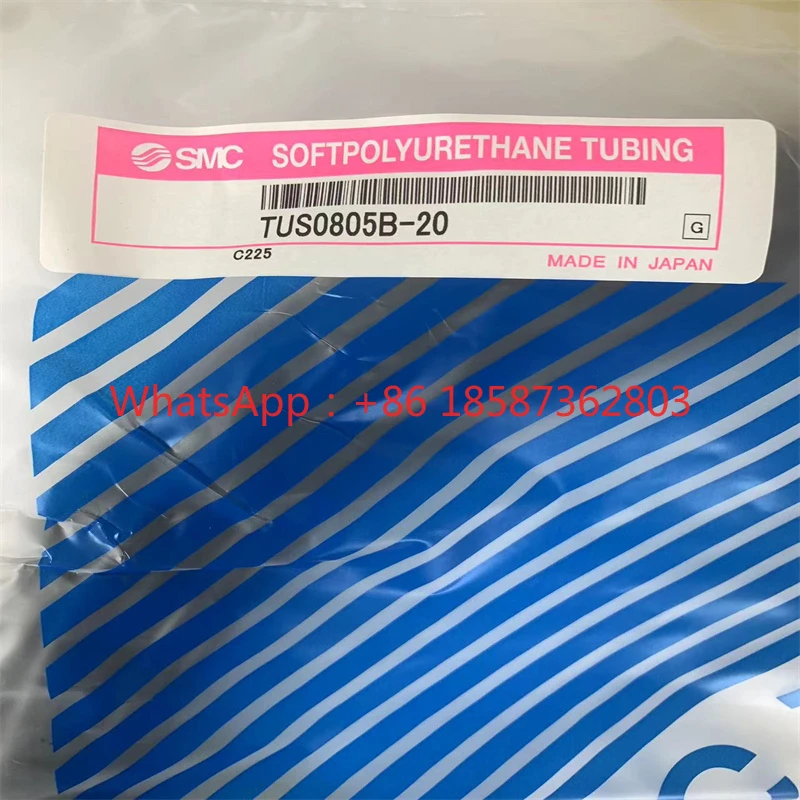 SMC SOFTPOLYURETHANE TUBING
TUS0805B-20
G
C225
MADE IN JAPAN
WhatsApp：+86 18587362803